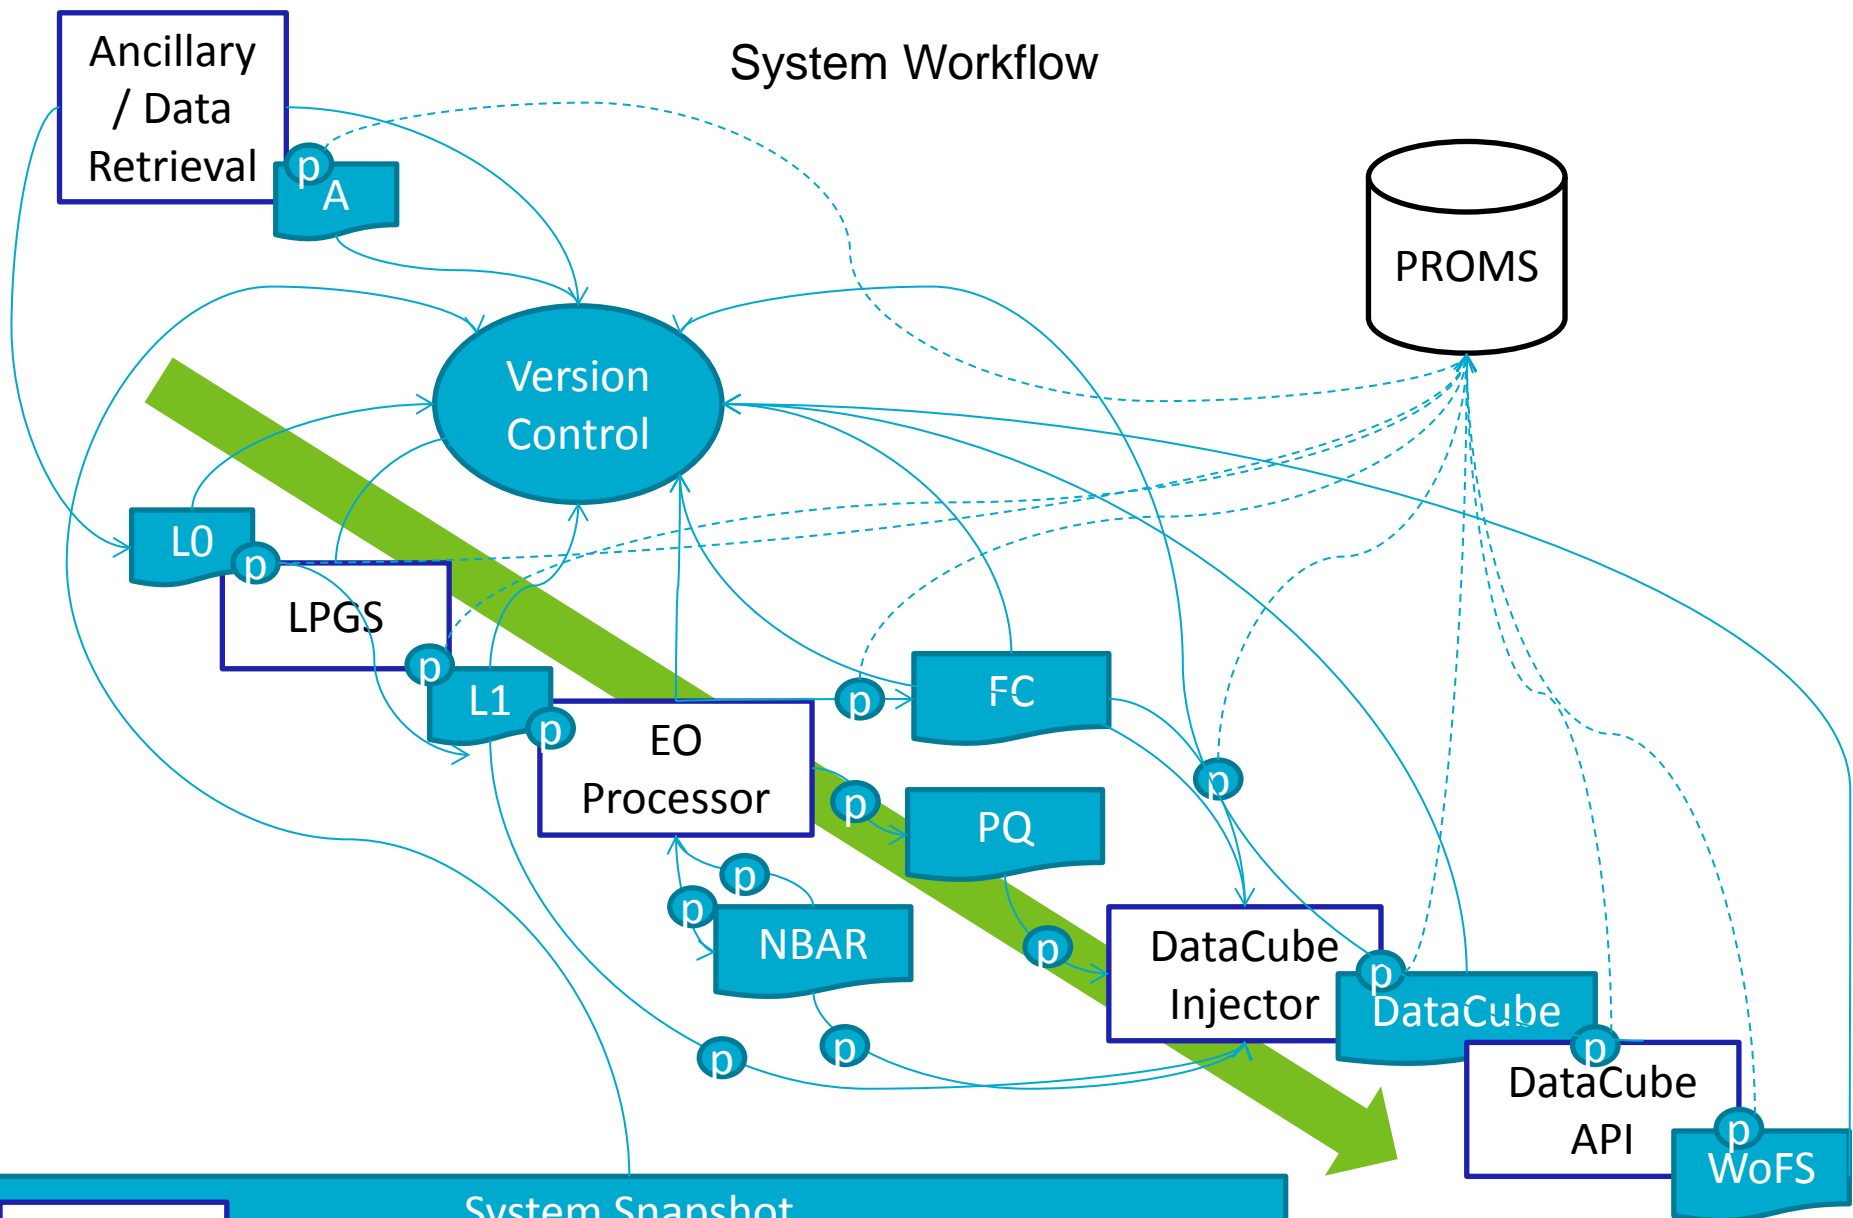 System Workflow
Ancillary
/ Data
Retrieval
p
A
PROMS
Version
Control
L0
p
LPGS
p
L1
p
EO
Processor
p
FC
p
p
PQ
p
p
NBAR
p
p
p
DataCube
Injector
p
DataCube
p
DataCube
API
p
WoFS
System Snapshot